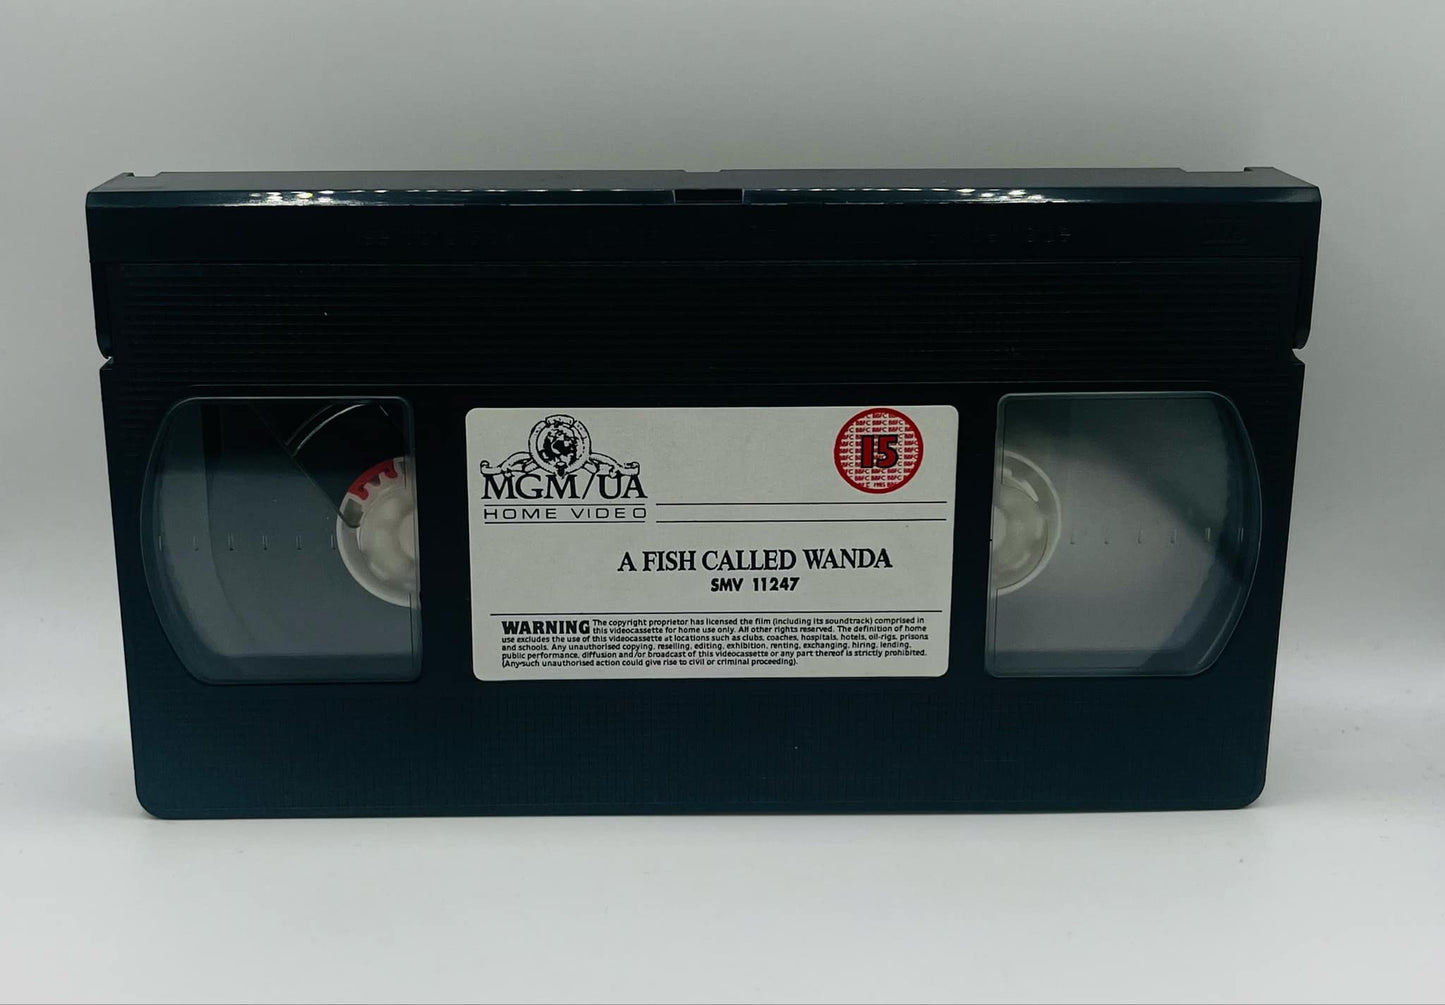 MGM/UA
HOME VIDEO
15
A FISH CALLED WANDA
SMV 11247
WARNING The copyright proprietor has licensed the film (including its soundtrack) comprised in
this videocassette for home use only. All other rights reserved. The definition of home
use excludes the use of this videocassette at locations such as clubs, coaches, hospitals, hotels, oil-rigs, prisons
and schools. Any unauthorised copying, reselling, editing, exhibition, renting, exchanging, hiring, lending,
public performance, diffusion and/or broadcast of this videocassette or any part thereof is strictly prohibited.
(Any such unauthorised action could give rise to civil or criminal proceeding).